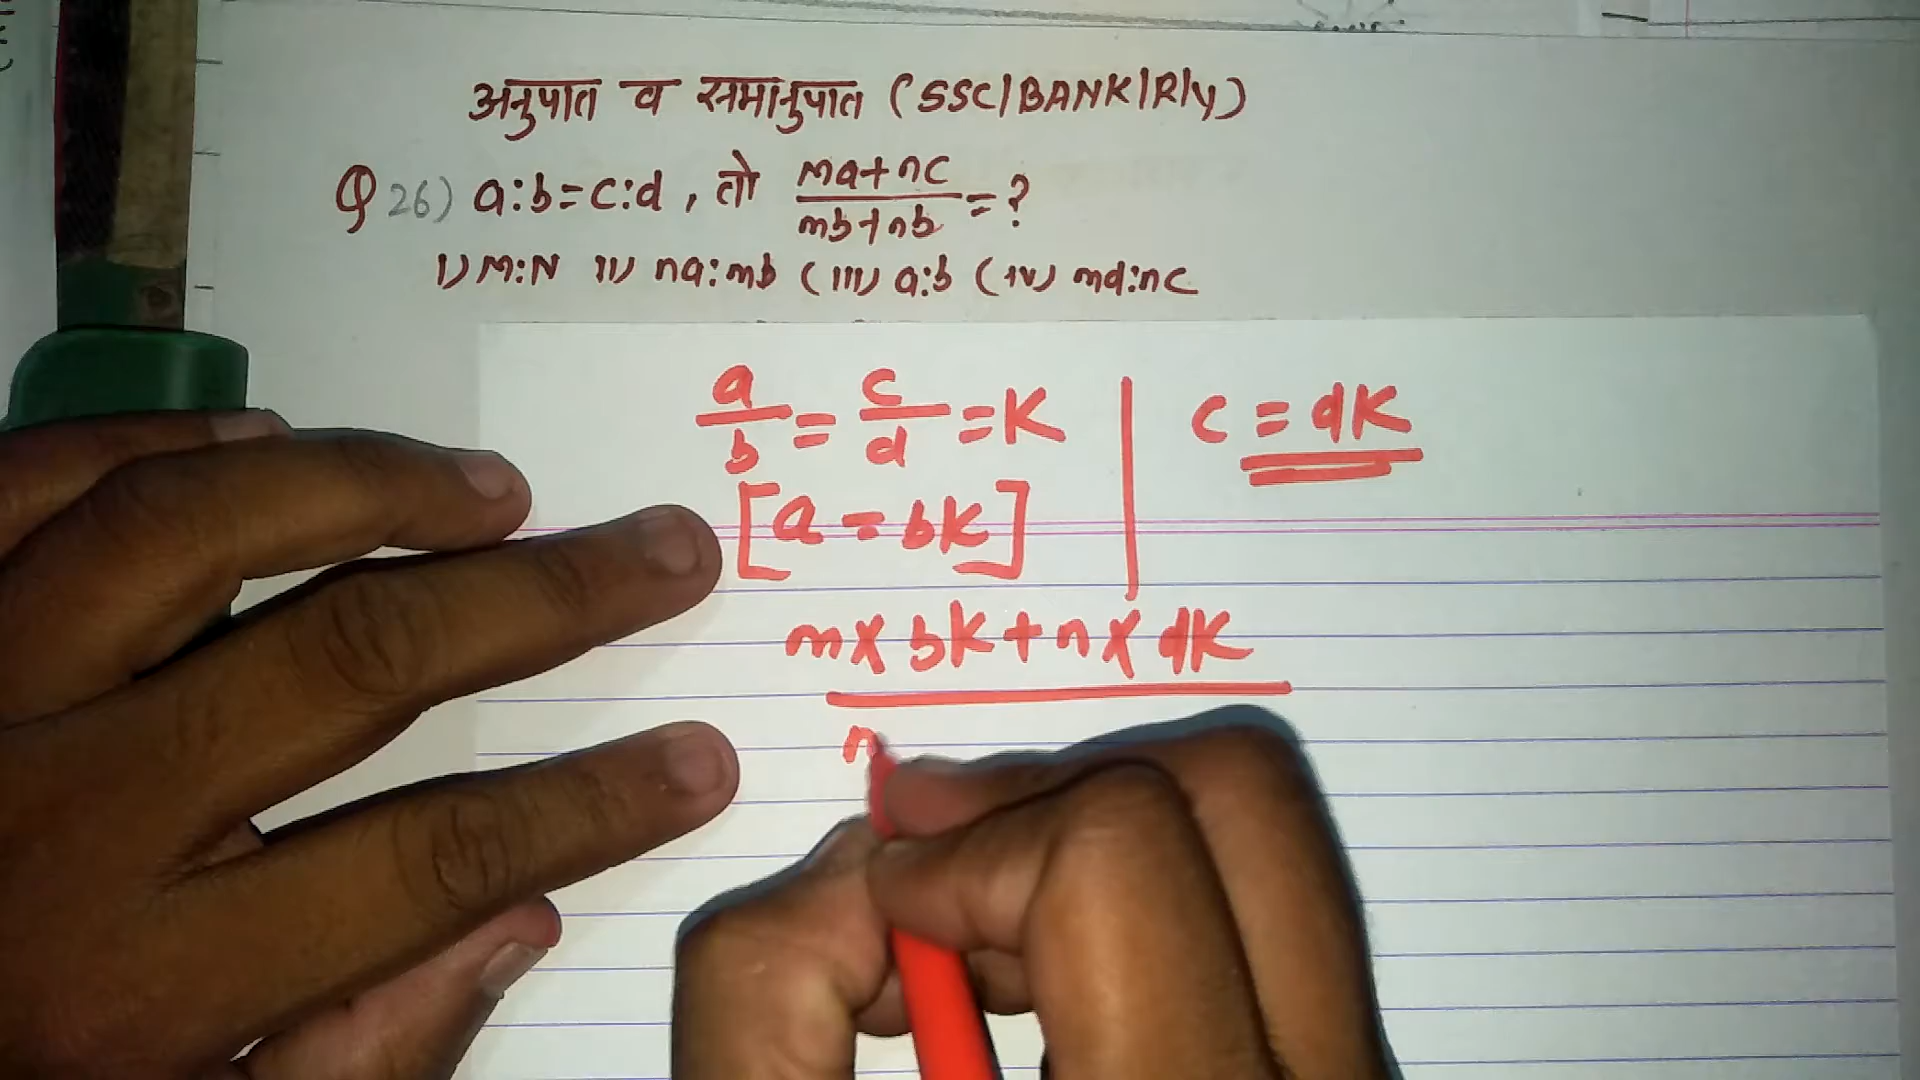 अनुपात व समानुपात (SSC/BANK/R/y)
Q 26) a:b=c:d , तो (ma+nc)/(mb+nb) = ?
i) M:N ii) na:mb (iii) a:b (iv) md:nc
a/b = c/d = K | c = dK
[a = bK]
m× bK+n× dK